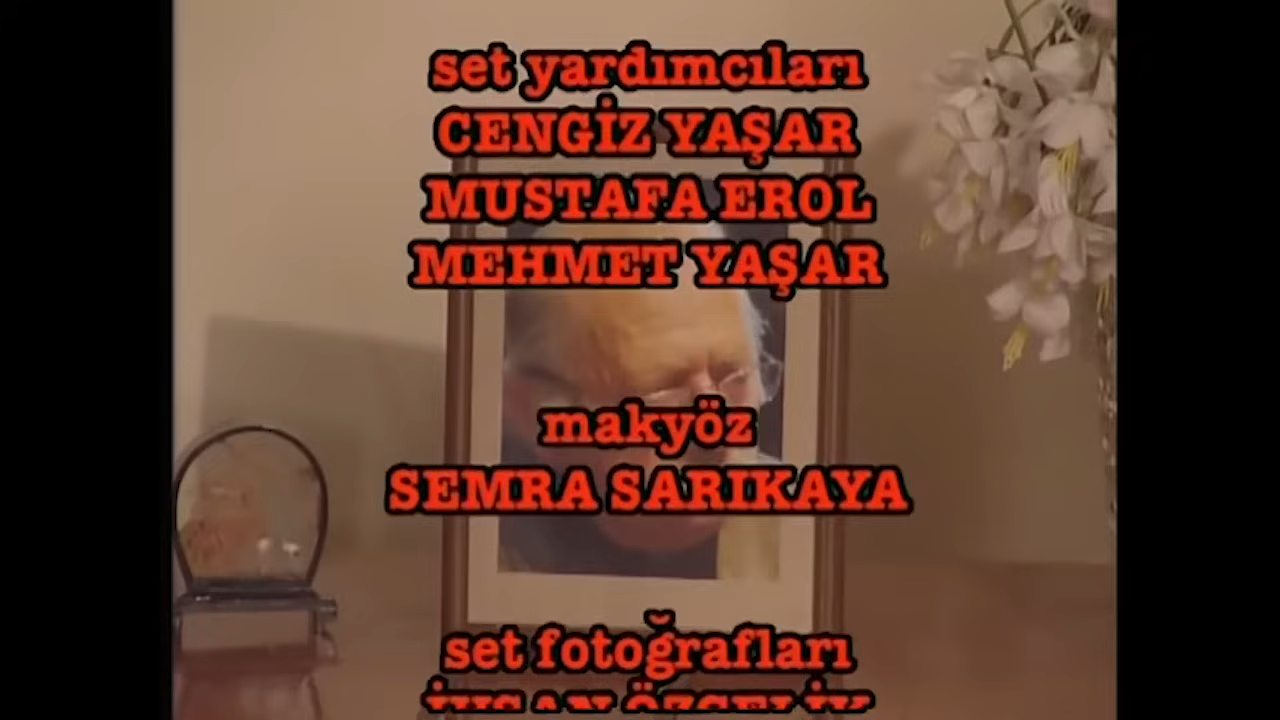 set yardımcıları
CENGİZ YAŞAR
MUSTAFA EROL
MEHMET YAŞAR
makyöz
SEMRA SARIKAYA
set fotoğrafları